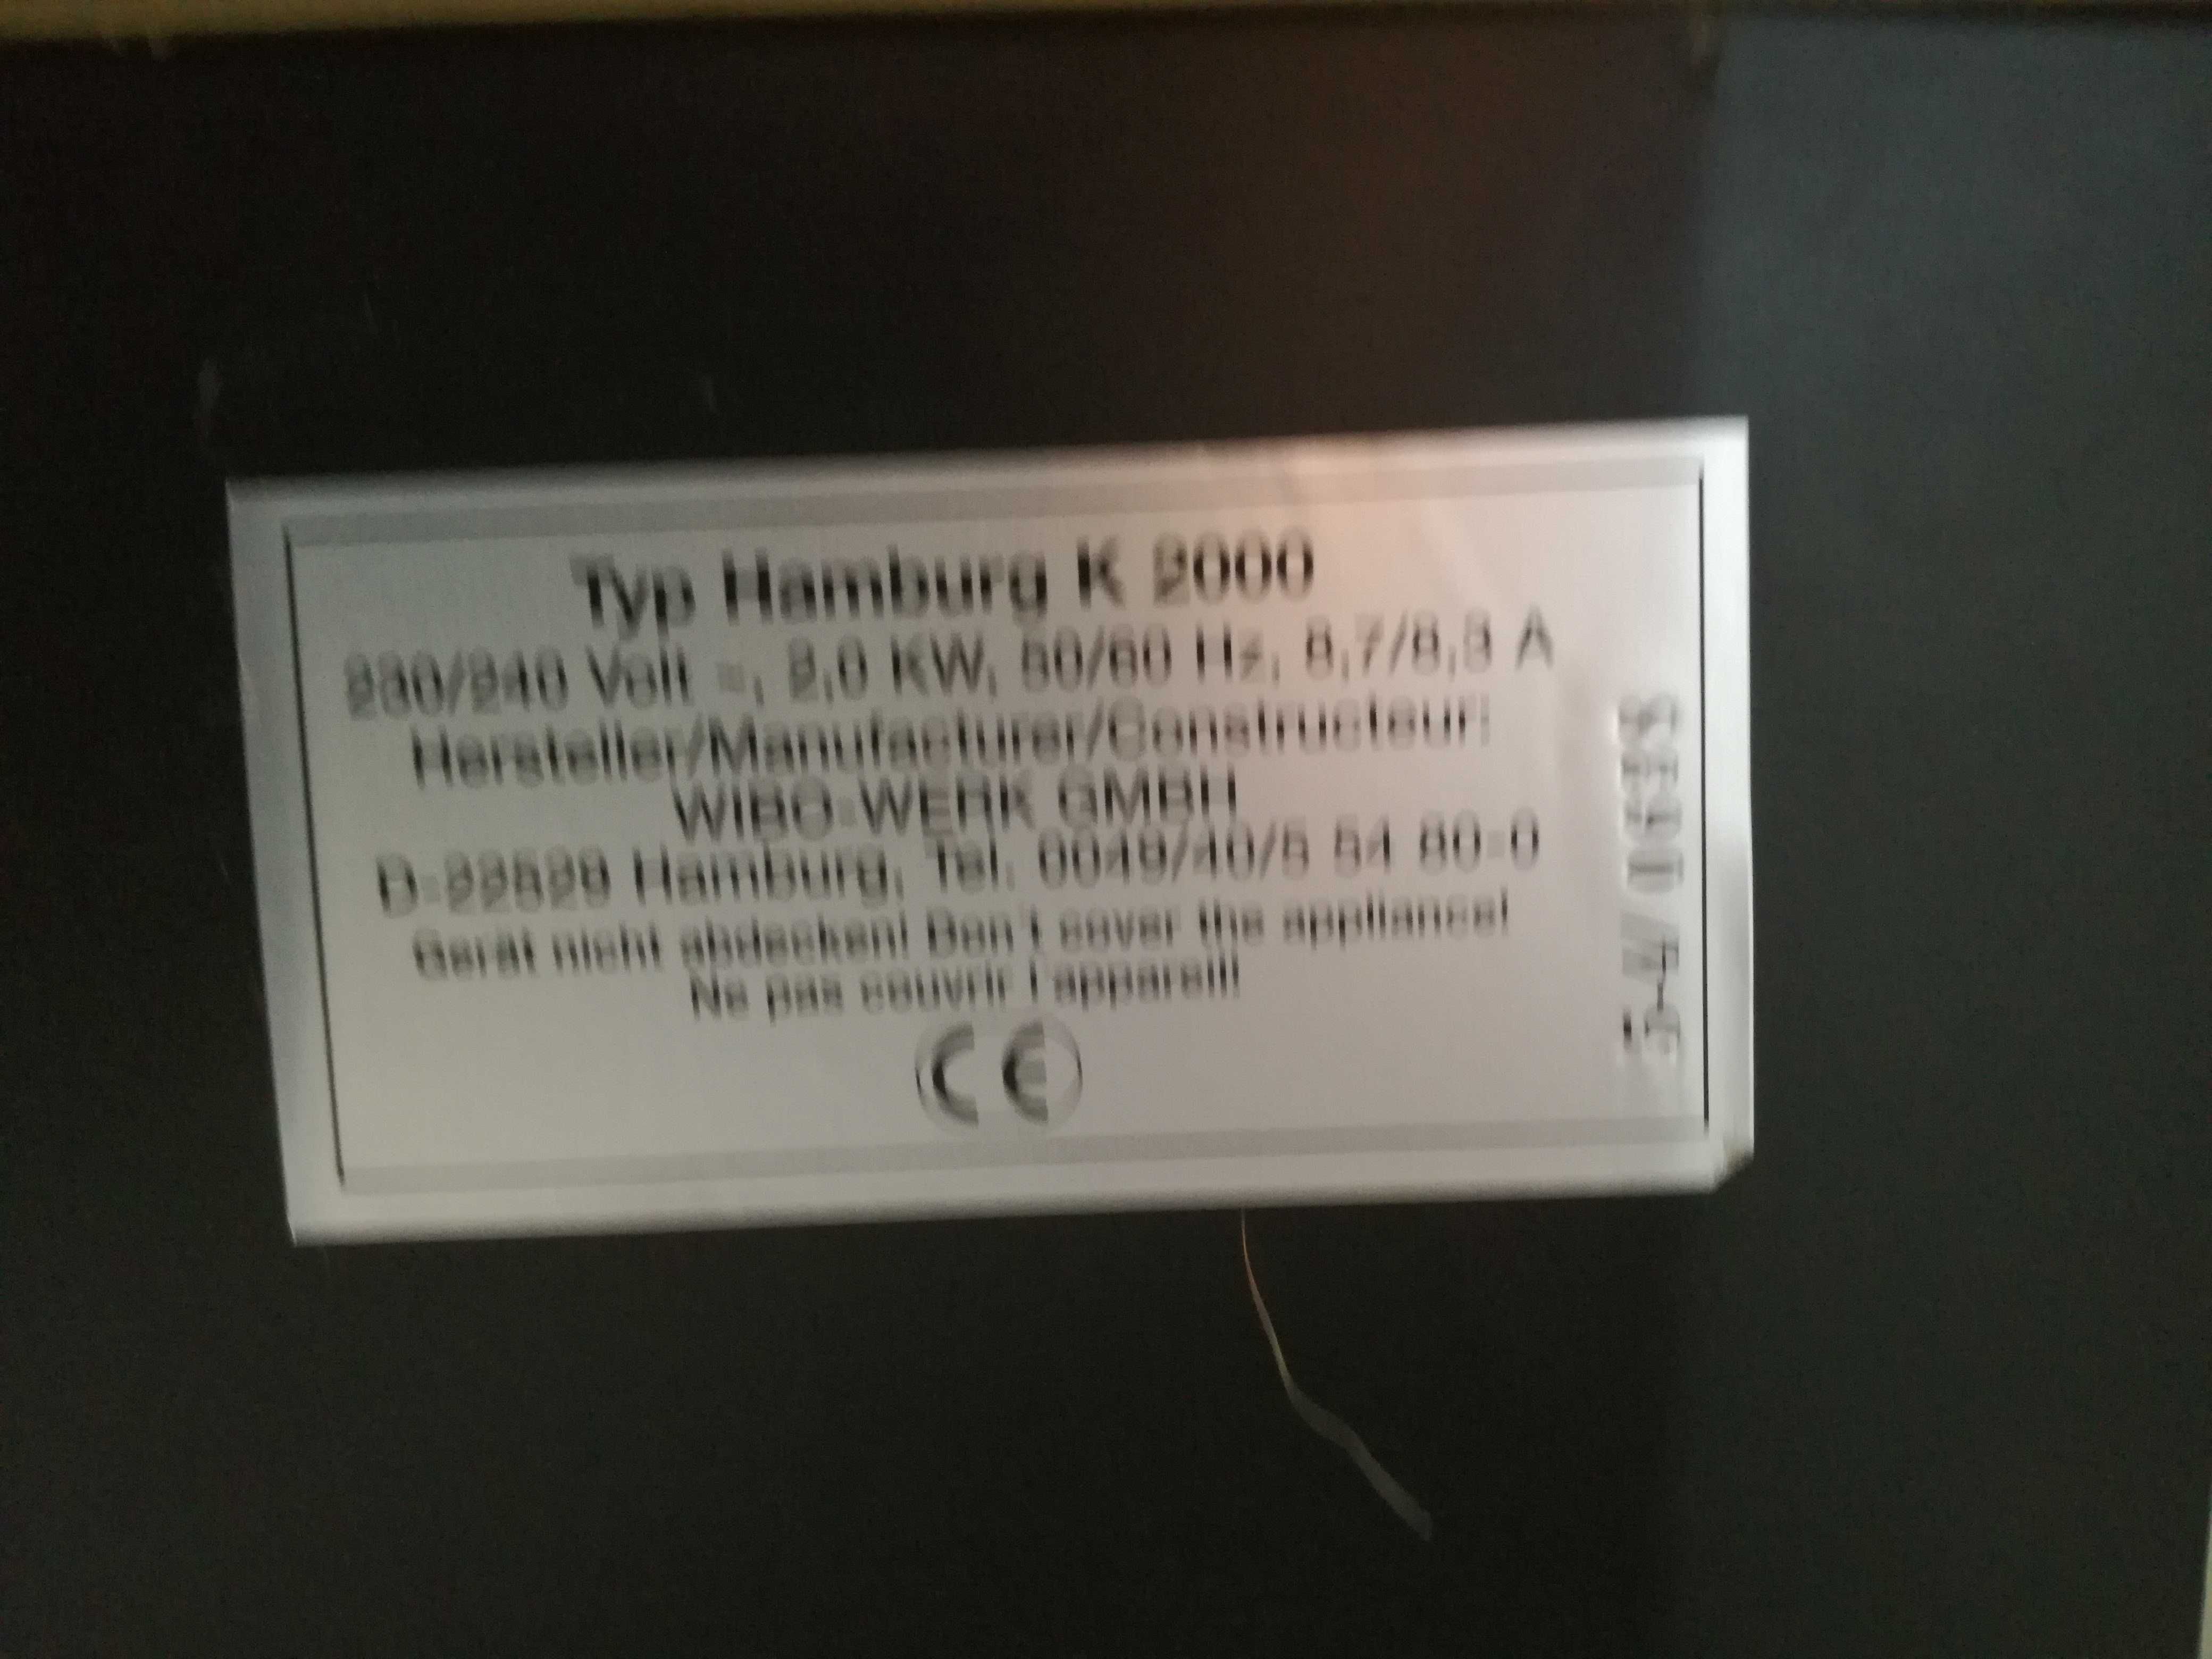 Typ Hamburg K 2000
230/240 Volt =, 2,0 KW, 50/60 Hz, 8,7/8,3 A
Hersteller/Manufacturer/Constructeur:
WIBO-WERK GMBH
Hamburg, Tel. 0049/40/5 54 80-0
Gerät nicht abdecken! Don't cover the appliance!
Ne pas couvrir l'appareil!
CE